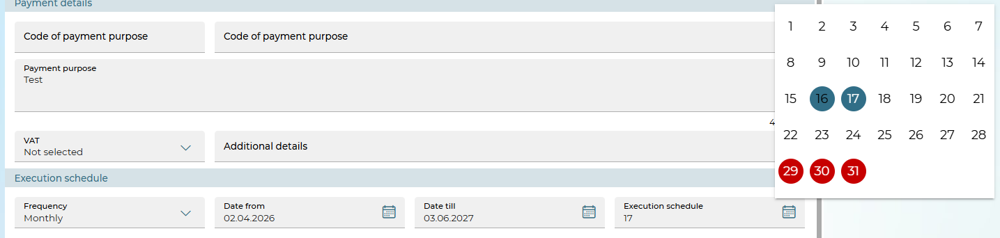 Payment details
Code of payment purpose
Code of payment purpose
Payment purpose
Test
4
VAT
Not selected
Additional details
Execution schedule
Frequency
Monthly
Date from
02.04.2026
Date till
03.06.2027
Execution schedule
17
1 2 3 4 5 6 7
8 9 10 11 12 13 14
15 16 17 18 19 20 21
22 23 24 25 26 27 28
29 30 31